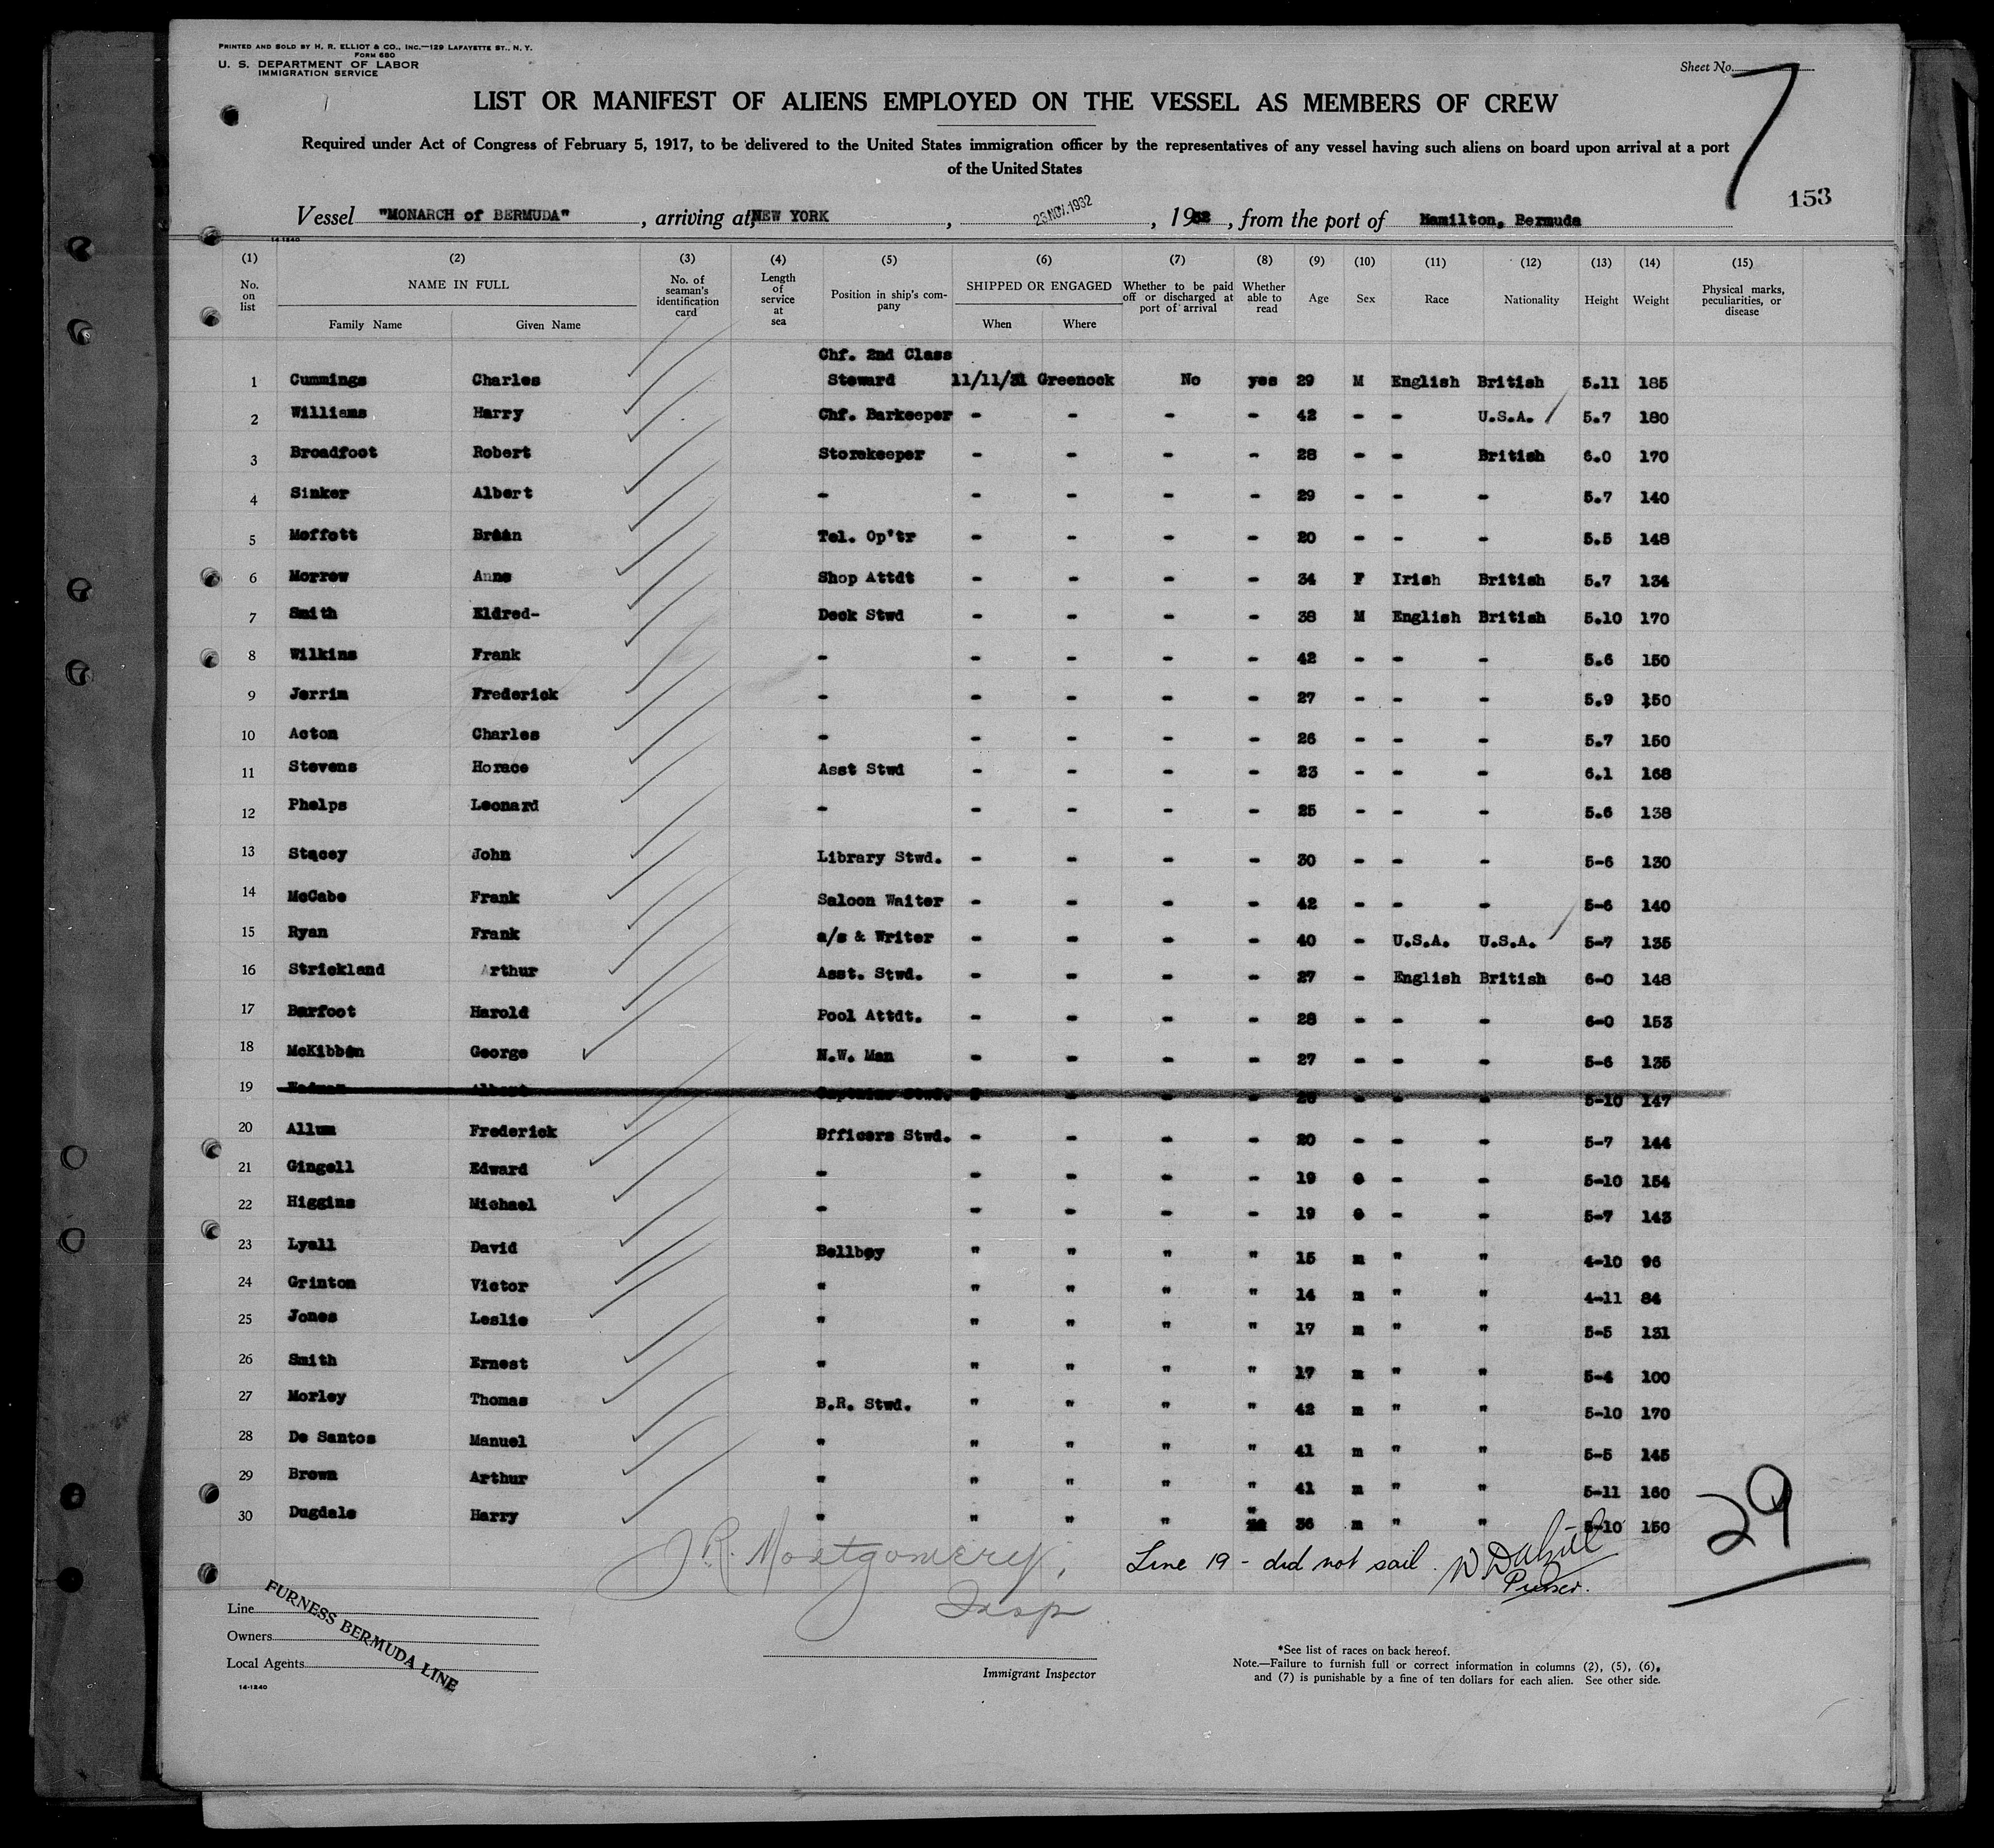 PRINTED AND SOLD BY H. R. ELLIOT & CO., INC.—129 LAFAYETTE ST., N. Y.
FORM 680
U. S. DEPARTMENT OF LABOR
IMMIGRATION SERVICE
Sheet No. 7
LIST OR MANIFEST OF ALIENS EMPLOYED ON THE VESSEL AS MEMBERS OF CREW
Required under Act of Congress of February 5, 1917, to be delivered to the United States immigration officer by the representatives of any vessel having such aliens on board upon arrival at a port
of the United States
153
Vessel "MONARCH of BERMUDA", arriving at NEW YORK, 23 NOV. 1932, 1932, from the port of Hamilton, Bermuda
14-1240
(1) (2) (3) (4) (5) (6) (7) (8) (9) (10) (11) (12) (13) (14) (15)
No. on list NAME IN FULL Family Name Given Name No. of seaman's identification card Length of service at sea Position in ship's company SHIPPED OR ENGAGED When Where Whether to be paid off or discharged at port of arrival Whether able to read Age Sex Race Nationality Height Weight Physical marks, peculiarities, or disease
Chf. 2nd Class
1 Cummings Charles Steward 11/11/31 Greenock No yes 29 M English British 5.11 185
2 Williams Harry Chf. Barkeeper - - - - 42 - - U.S.A. 5.7 180
3 Broadfoot Robert Storekeeper - - - - 28 - - British 6.0 170
4 Sinker Albert - - - - - 29 - - - 5.7 140
5 Moffott Tel. Op'tr - - - - 20 - - - 5.5 148
6 Morrow Anne Shop Attdt - - - - 34 F Irish British 5.7 134
7 Smith Eldred- Deck Stwd - - - - 38 M English British 5.10 170
8 Wilkins Frank - - - - - 42 - - - 5.6 150
9 Jerrim Frederick - - - - - 27 - - - 5.9 150
10 Acton Charles - - - - - 26 - - - 5.7 150
11 Stevens Horace Asst Stwd - - - - 23 - - - 6.1 168
12 Phelps Leonard - - - - - 25 - - - 5.6 138
13 Stacey John Library Stwd. - - - - 30 - - - 5-6 130
14 McCabe Frank Saloon Waiter - - - - 42 - - - 5-6 140
15 Ryan Frank a/s & Writer - - - - 40 - U.S.A. U.S.A. 5-7 135
16 Strickland Arthur Asst. Stwd. - - - - 27 - English British 6-0 148
17 Barfoot Harold Pool Attdt. - - - - 28 - - - 6-0 153
18 McKibbin George N.W. Man - - - - 27 - - - 5-6 135
19 Albert Stwd. - - - 26 - - - 5-10 147
20 Allum Frederick Officers Stwd. - - - - 20 - - - 5-7 144
21 Gingell Edward - - - - - 19 - - - 5-10 154
22 Higgins Michael - - - - - 19 - - - 5-7 143
23 Lyall David Bellboy " " " " 15 m " " 4-10 96
24 Grinton Victor " " " " " 14 m " " 4-11 84
25 Jones Leslie " " " " " 17 m " " 5-5 131
26 Smith Ernest " " " " " 17 m " " 5-4 100
27 Morley Thomas B.R. Stwd. " " " " 42 m " " 5-10 170
28 De Santos Manuel " " " " " 41 m " " 5-5 145
29 Brown Arthur " " " " " 41 m " " 5-11 160
30 Dugdale Harry " " " " " 36 m " " 5-10 150
29
J. R. Montgomery,
Insp
Line 19 - did not sail.
Purser.
Line
Owners
Local Agents
FURNESS BERMUDA LINE
14-1240
Immigrant Inspector
*See list of races on back hereof.
Note.—Failure to furnish full or correct information in columns (2), (5), (6),
and (7) is punishable by a fine of ten dollars for each alien. See other side.